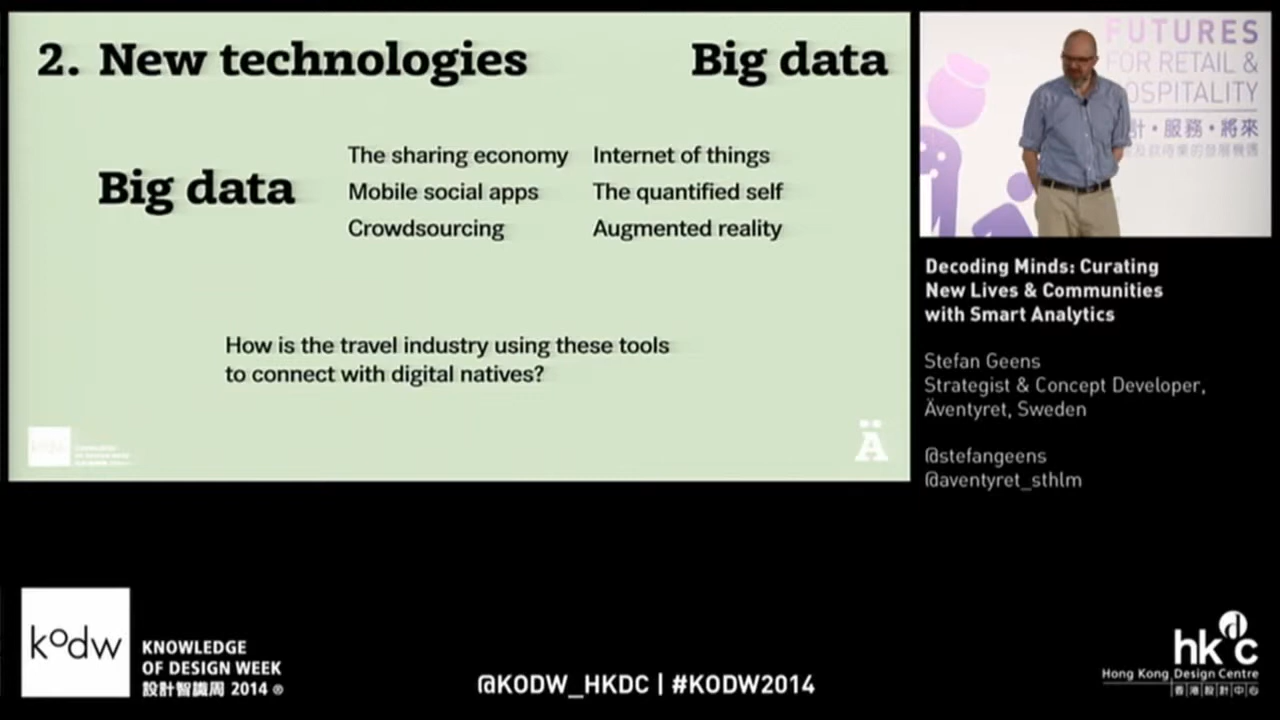 2. New technologies
Big data
Big data
The sharing economy
Mobile social apps
Crowdsourcing
Internet of things
The quantified self
Augmented reality
How is the travel industry using these tools
to connect with digital natives?
Ä
FUTURES
FOR RETAIL &
HOSPITALITY
計・服務・將來
Decoding Minds: Curating
New Lives & Communities
with Smart Analytics
Stefan Geens
Strategist & Concept Developer,
Äventyret, Sweden
@stefangeens
@aventyret_sthlm
kodw
KNOWLEDGE
OF DESIGN WEEK
設計智識周 2014 ®
@KODW_HKDC | #KODW2014
hkdc
Hong Kong Design Centre
香港設計中心